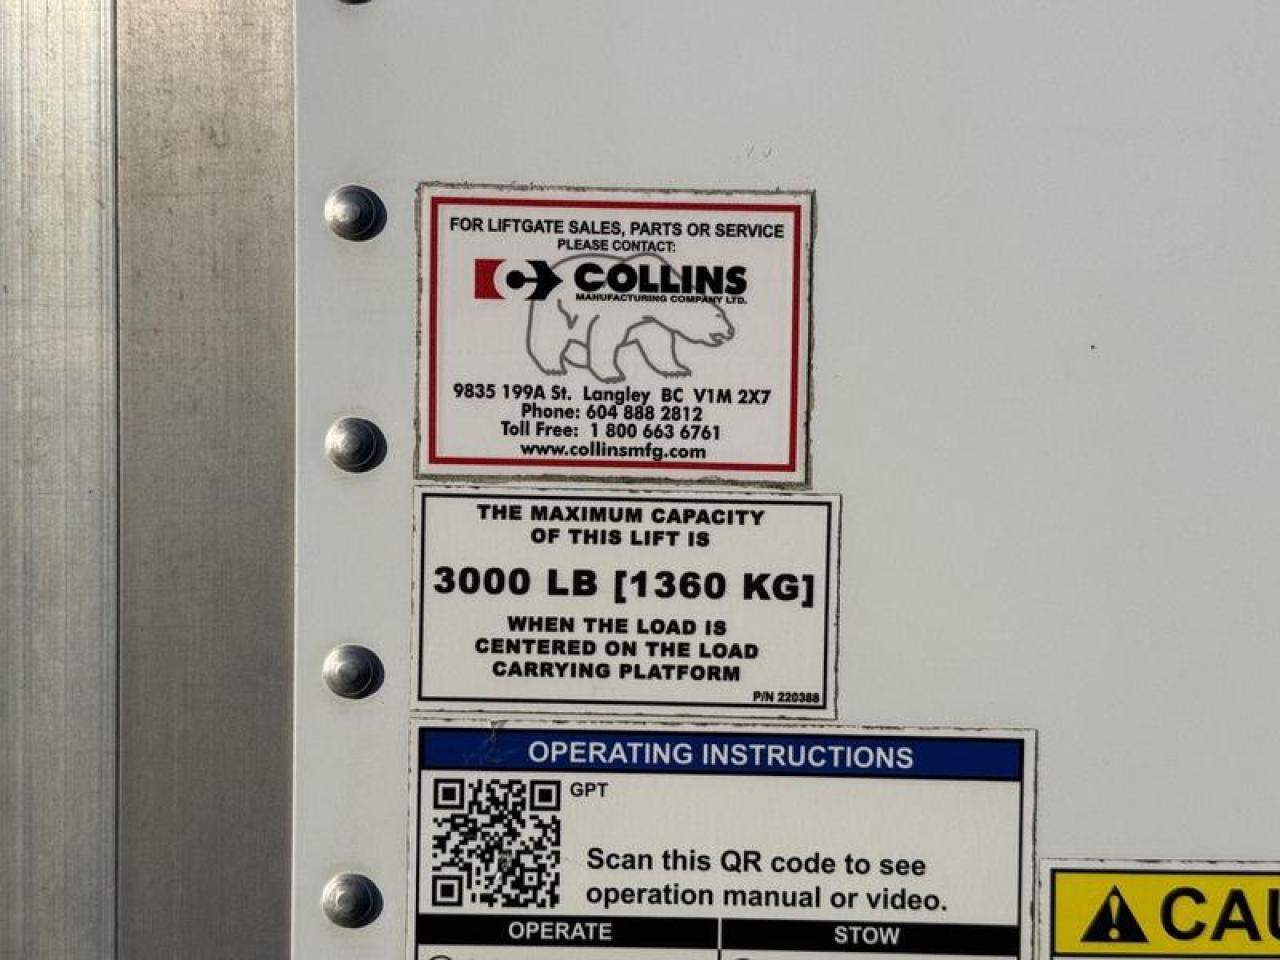 FOR LIFTGATE SALES, PARTS OR SERVICE
PLEASE CONTACT:
COLLINS
MANUFACTURING COMPANY LTD.
9835 199A St. Langley BC V1M 2X7
Phone: 604 888 2812
Toll Free: 1 800 663 6761
www.collinsmfg.com
THE MAXIMUM CAPACITY
OF THIS LIFT IS
3000 LB [1360 KG]
WHEN THE LOAD IS
CENTERED ON THE LOAD
CARRYING PLATFORM
P/N 220388
OPERATING INSTRUCTIONS
GPT
Scan this QR code to see
operation manual or video.
OPERATE
STOW
CAU